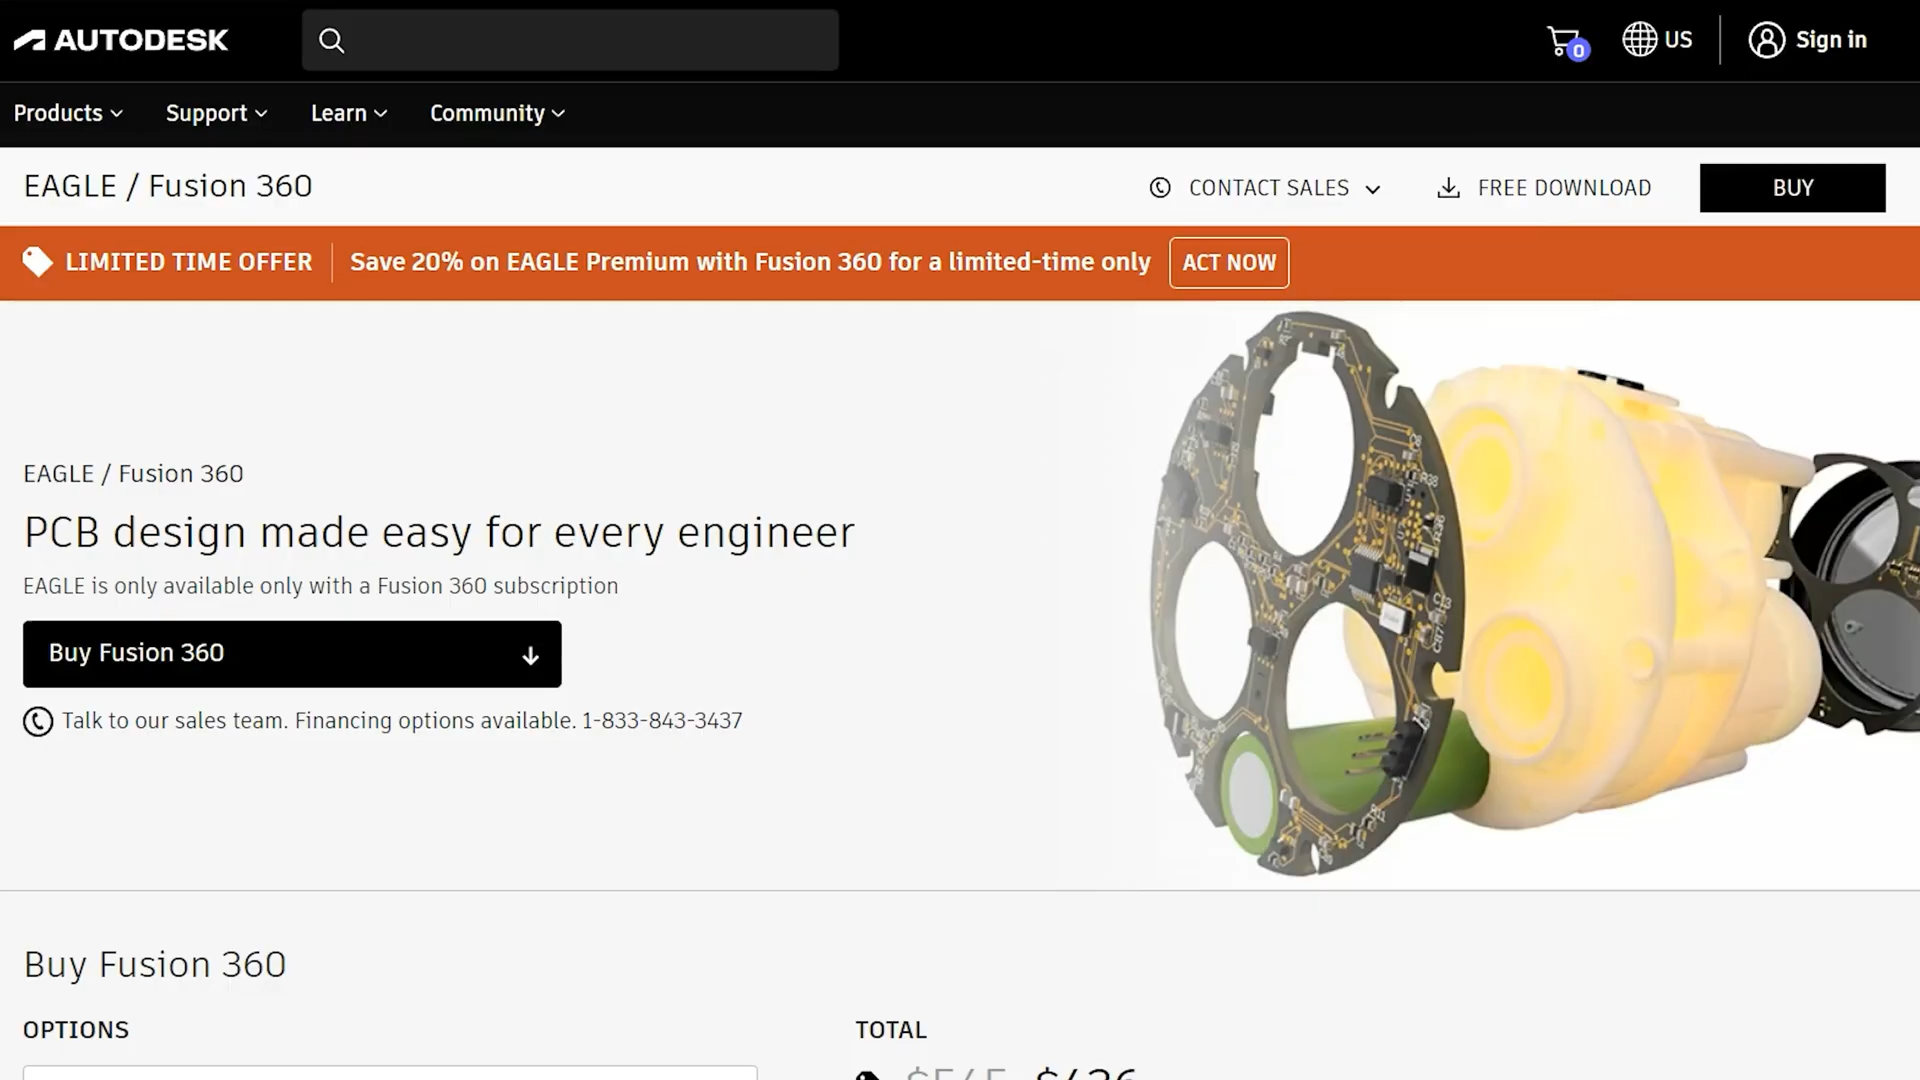 AUTODESK
0
US
Sign in
Products
Support
Learn
Community
EAGLE / Fusion 360
CONTACT SALES
FREE DOWNLOAD
BUY
LIMITED TIME OFFER
Save 20% on EAGLE Premium with Fusion 360 for a limited-time only
ACT NOW
EAGLE / Fusion 360
PCB design made easy for every engineer
EAGLE is only available only with a Fusion 360 subscription
Buy Fusion 360
Talk to our sales team. Financing options available. 1-833-843-3437
Buy Fusion 360
OPTIONS
TOTAL
$545 $436